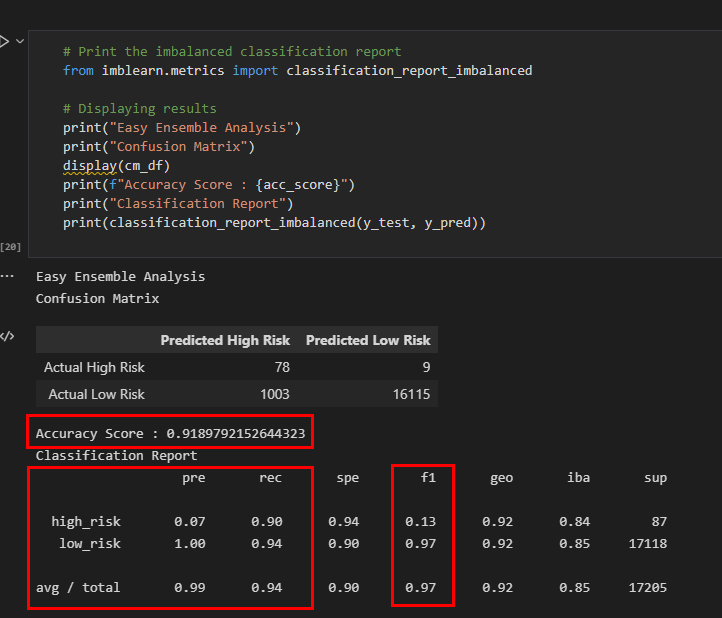 # Print the imbalanced classification report
from imblearn.metrics import classification_report_imbalanced
# Displaying results
print("Easy Ensemble Analysis")
print("Confusion Matrix")
display(cm_df)
print(f"Accuracy Score : {acc_score}")
print("Classification Report")
print(classification_report_imbalanced(y_test, y_pred))
[20]
... Easy Ensemble Analysis
Confusion Matrix
</>
Predicted High Risk Predicted Low Risk
Actual High Risk 78 9
Actual Low Risk 1003 16115
Accuracy Score : 0.9189792152644323
Classification Report
pre rec spe f1 geo iba sup
high_risk 0.07 0.90 0.94 0.13 0.92 0.84 87
low_risk 1.00 0.94 0.90 0.97 0.92 0.85 17118
avg / total 0.99 0.94 0.90 0.97 0.92 0.85 17205